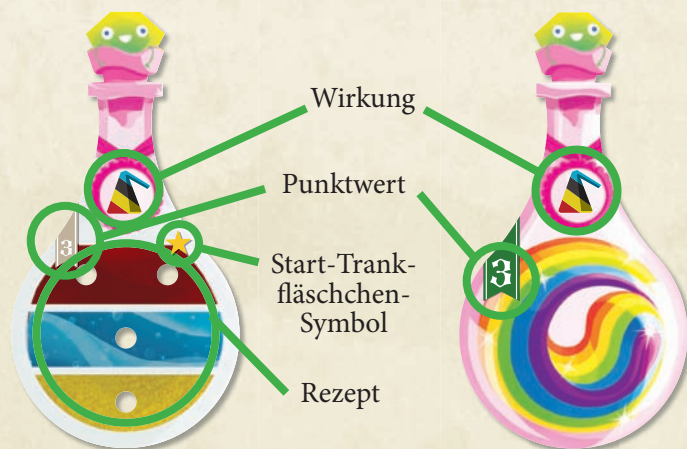 Wirkung
Punktwert
3
3
Start-Trank-
fläschchen-
Symbol
Rezept